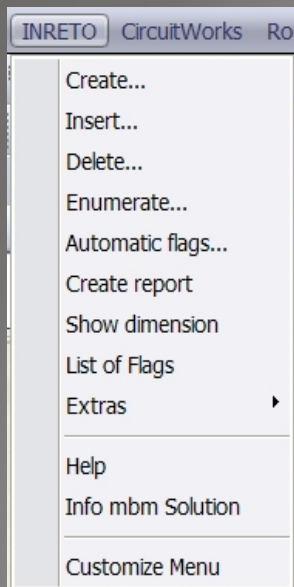 INRETO CircuitWorks Ro
Create...
Insert...
Delete...
Enumerate...
Automatic flags...
Create report
Show dimension
List of Flags
Extras
Help
Info mbm Solution
Customize Menu